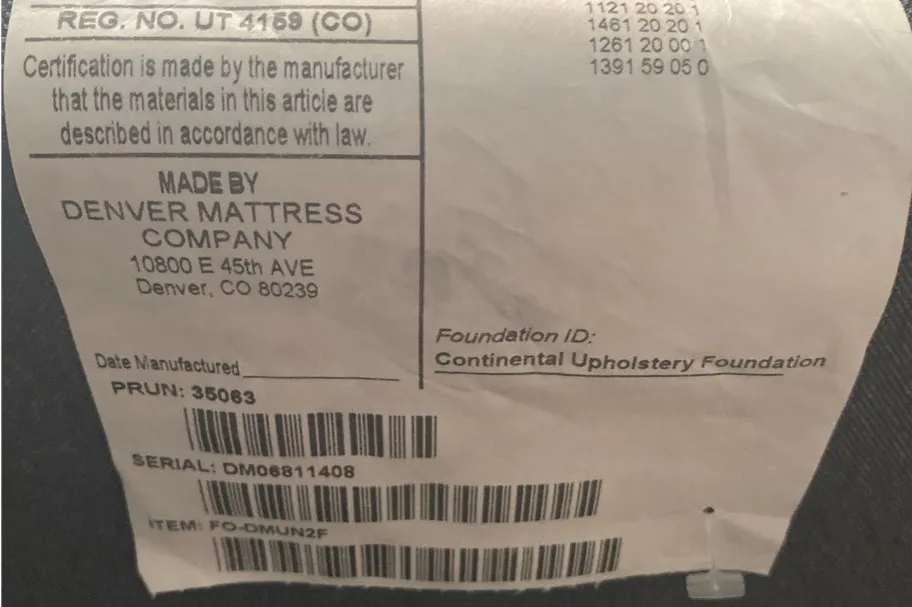 REG. NO. UT 4159 (CO)
Certification is made by the manufacturer
that the materials in this article are
described in accordance with law.
MADE BY
DENVER MATTRESS
COMPANY
10800 E 45th AVE
Denver, CO 80239
Date Manufactured
PRUN: 35063
SERIAL: DM06811408
ITEM: FO-DMUN2F
1121 20 20 1
1461 20 20 1
1261 20 00 1
1391 59 05 0
Foundation ID:
Continental Upholstery Foundation